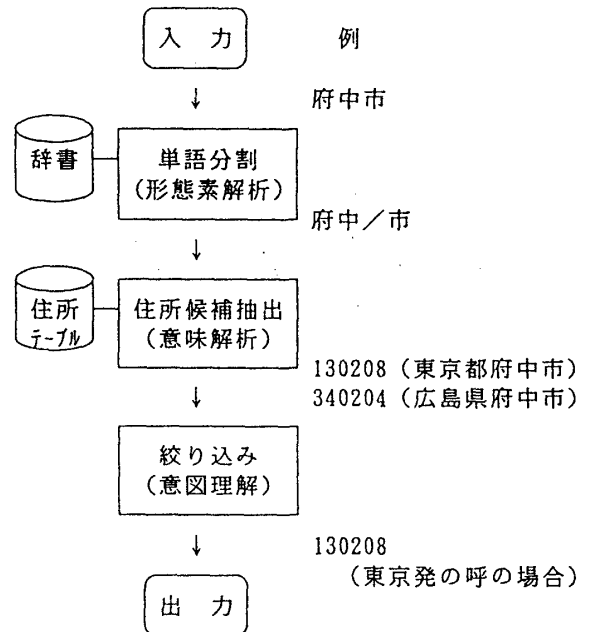 入 力
例
↓
府中市
辞書
単語分割
(形態素解析)
府中／市
↓
住所
テーブル
住所候補抽出
(意味解析)
130208（東京都府中市）
340204（広島県府中市）
↓
絞り込み
(意図理解)
↓
130208
（東京発の呼の場合）
出 力